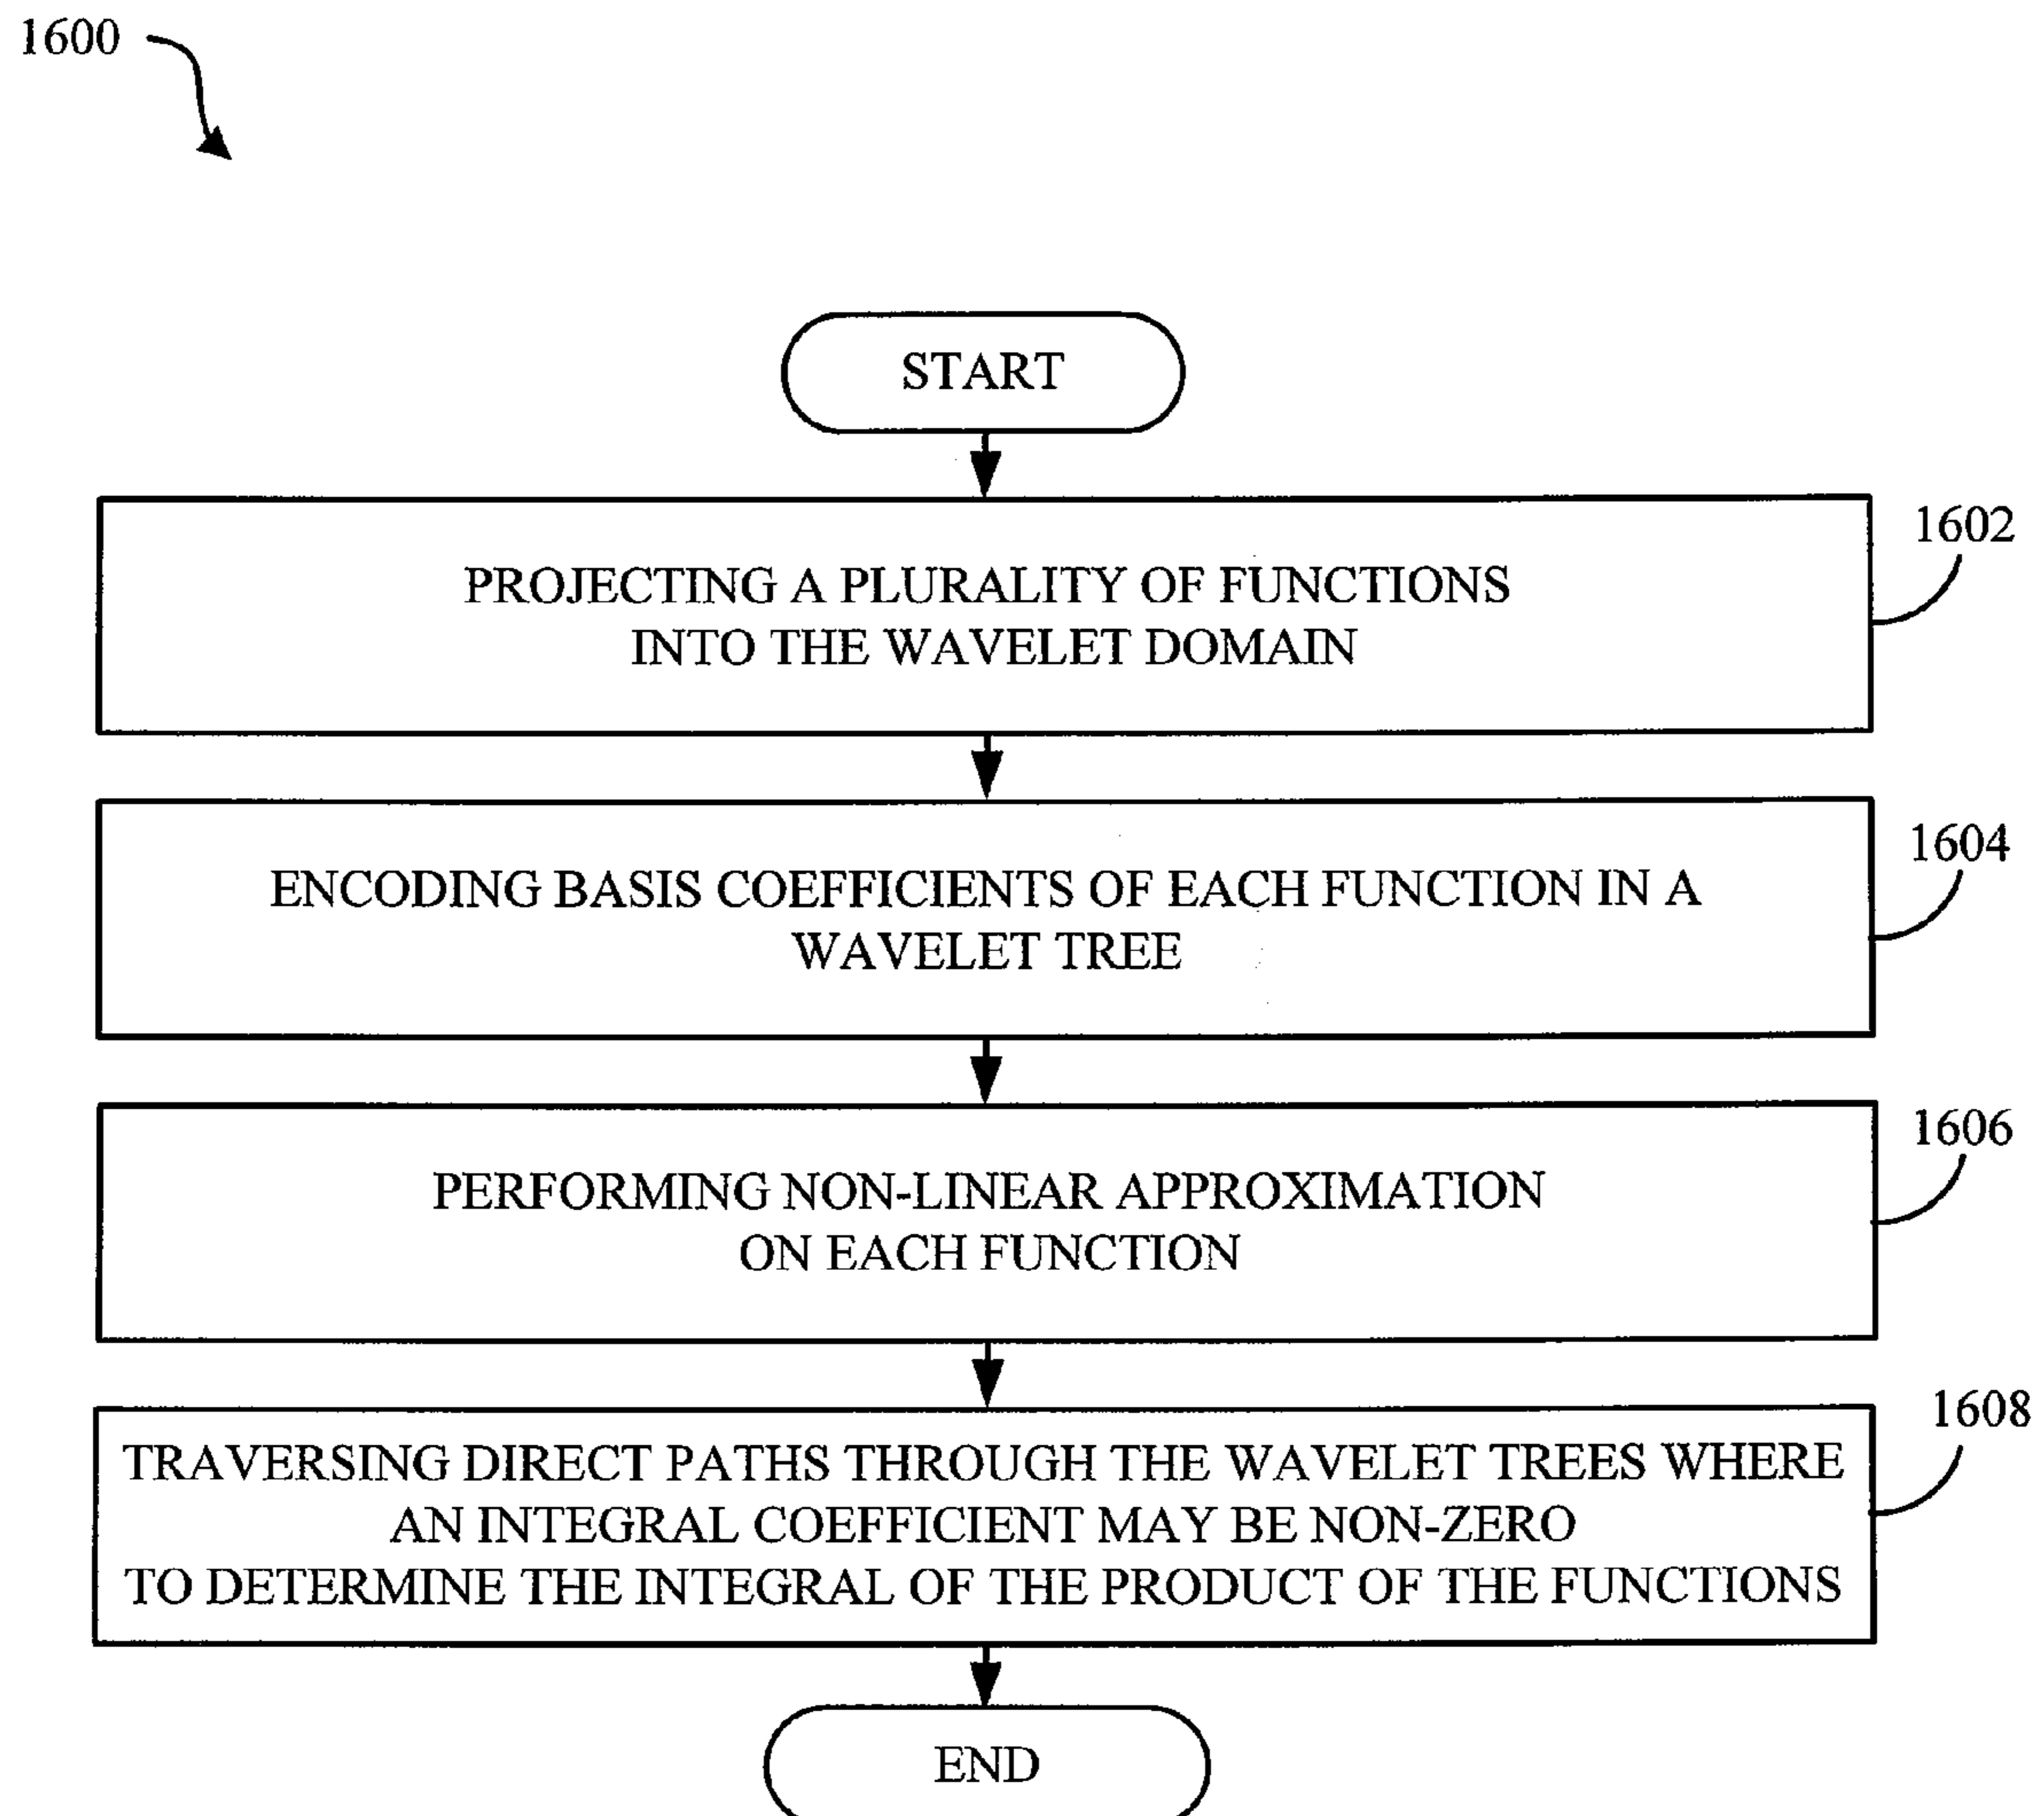 1600
START
1602
PROJECTING A PLURALITY OF FUNCTIONS
INTO THE WAVELET DOMAIN
1604
ENCODING BASIS COEFFICIENTS OF EACH FUNCTION IN A
WAVELET TREE
1606
PERFORMING NON-LINEAR APPROXIMATION
ON EACH FUNCTION
1608
TRAVERSING DIRECT PATHS THROUGH THE WAVELET TREES WHERE
AN INTEGRAL COEFFICIENT MAY BE NON-ZERO
TO DETERMINE THE INTEGRAL OF THE PRODUCT OF THE FUNCTIONS
END